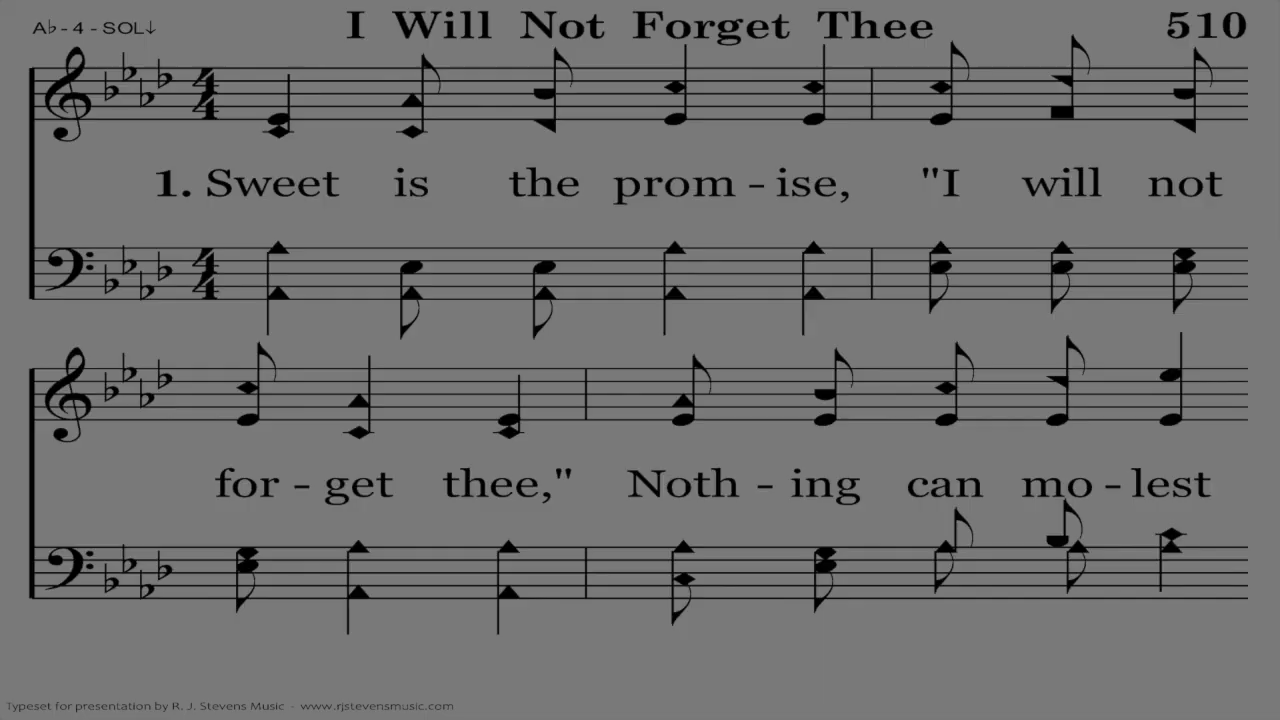 A♭ - 4 - SOL↓
I Will Not Forget Thee
510
1. Sweet is the prom - ise, "I will not
for - get thee," Noth - ing can mo - lest
Typeset for presentation by R. J. Stevens Music - www.rjstevensmusic.com